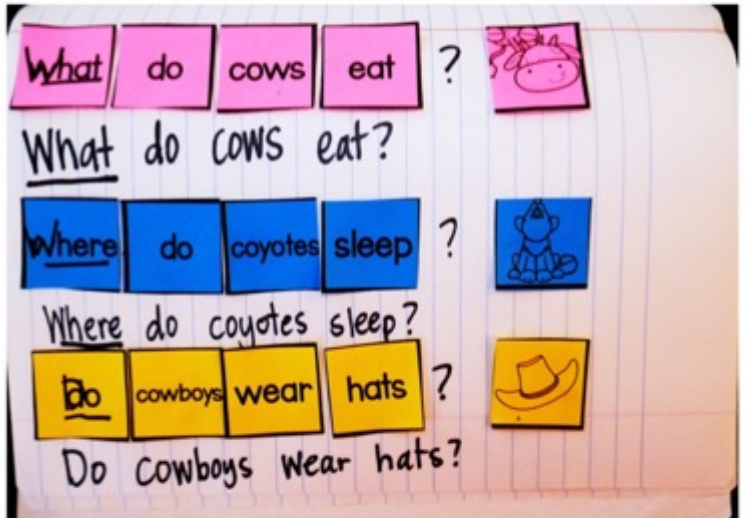 What do cows eat ?
What do cows eat?
Where do coyotes sleep ?
Where do coyotes sleep?
Do cowboys wear hats ?
Do cowboys wear hats?